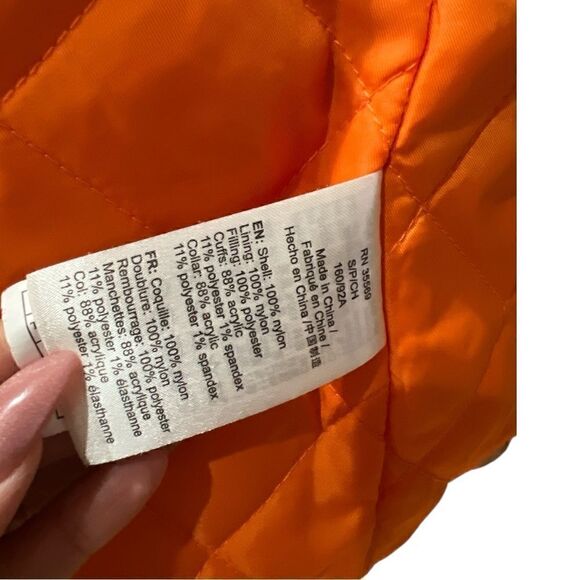 RN 35569
S/P/CH
160/92A
Made in China /
Fabriqué en Chine /
Hecho en China /中国制造
EN: Shell: 100% nylon
Lining: 100% nylon
Filling: 100% polyester
Cuffs: 88% acrylic
11% polyester 1% spandex
Collar: 88% acrylic
11% polyester 1% spandex
FR: Coquille: 100% nylon
Doublure: 100% nylon
Rembourrage: 100% polyester
Manchettes: 88% acrylique
11% polyester 1% élasthanne
Col: 88% acrylique
11% polyester 1% élasthanne